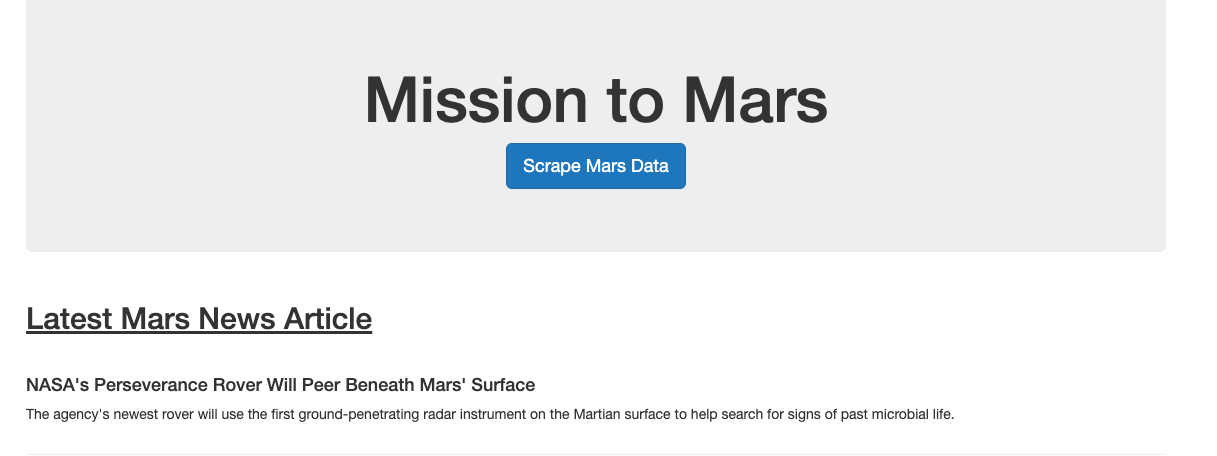 Mission to Mars
Scrape Mars Data
Latest Mars News Article
NASA's Perseverance Rover Will Peer Beneath Mars' Surface
The agency's newest rover will use the first ground-penetrating radar instrument on the Martian surface to help search for signs of past microbial life.